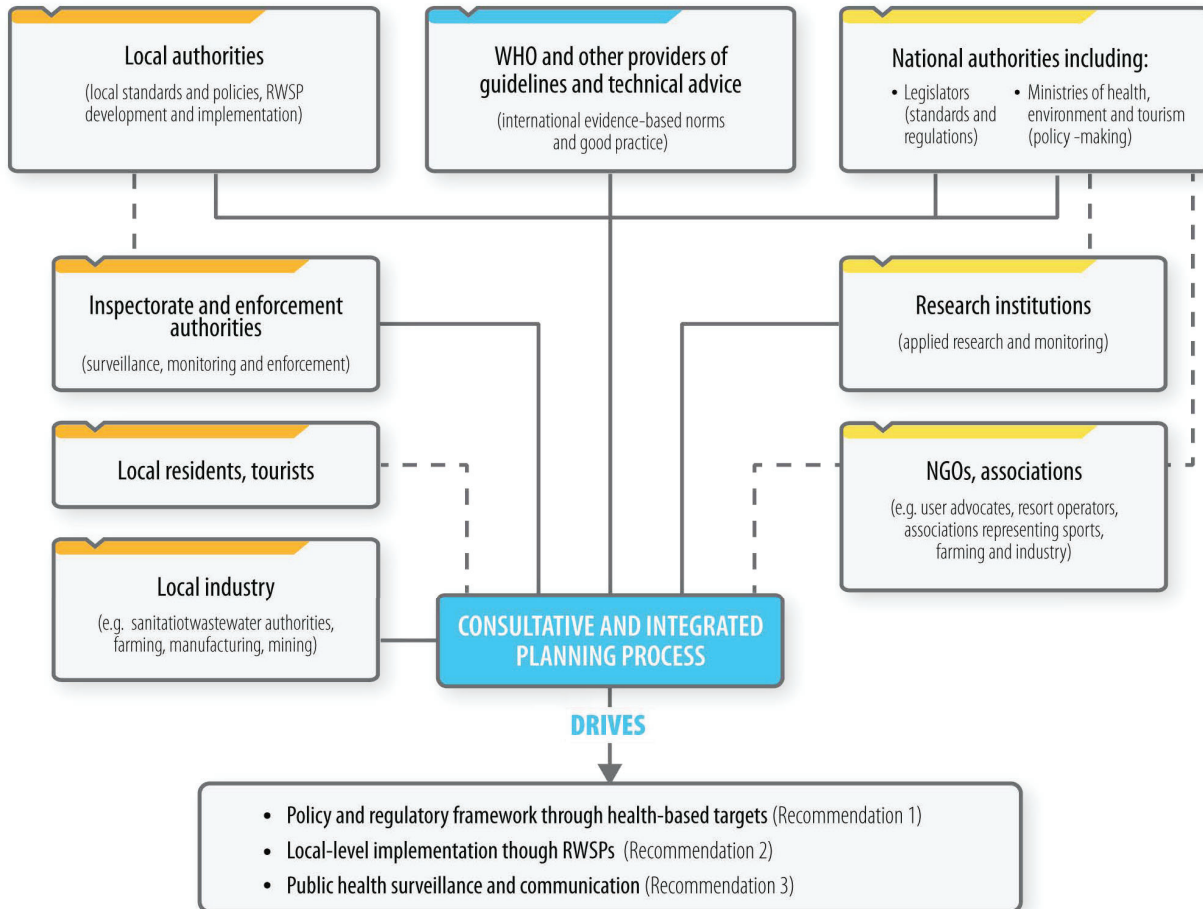 Local authorities
(local standards and policies, RWSP
development and implementation)
WHO and other providers of
guidelines and technical advice
(international evidence-based norms
and good practice)
National authorities including:
• Legislators
(standards and
regulations)
• Ministries of health,
environment and tourism
(policy -making)
Inspectorate and enforcement
authorities
(surveillance, monitoring and enforcement)
Research institutions
(applied research and monitoring)
Local residents, tourists
NGOs, associations
(e.g. user advocates, resort operators,
associations representing sports,
farming and industry)
Local industry
(e.g. sanitatiotwastewater authorities,
farming, manufacturing, mining)
CONSULTATIVE AND INTEGRATED
PLANNING PROCESS
DRIVES
• Policy and regulatory framework through health-based targets (Recommendation 1)
• Local-level implementation though RWSPs (Recommendation 2)
• Public health surveillance and communication (Recommendation 3)